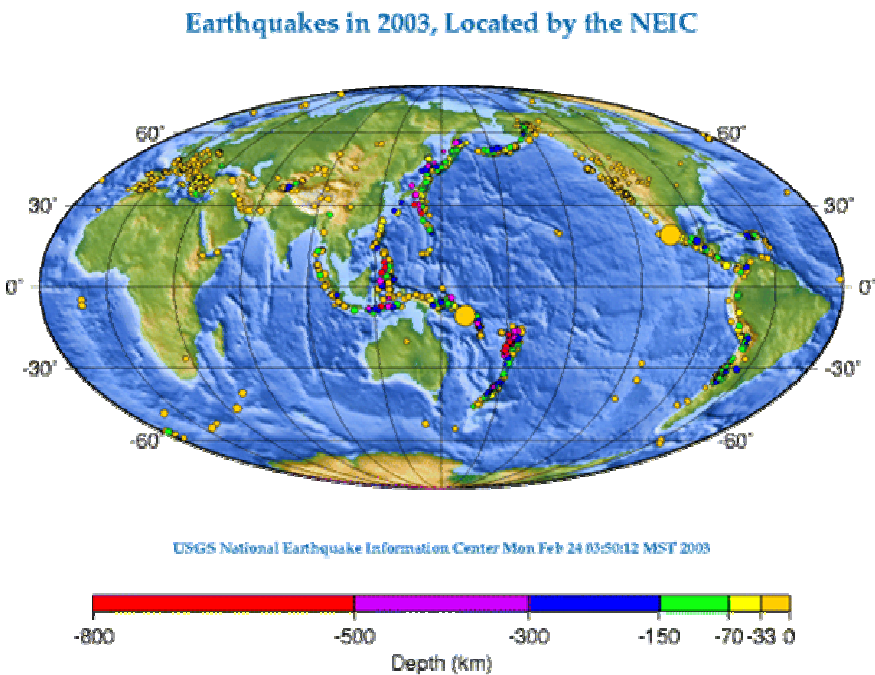 Earthquakes in 2003, Located by the NEIC
60˚ 60˚
30˚ 30˚
0˚ 0˚
-30˚ -30˚
-60˚ -60˚
USGS National Earthquake Information Center Mon Feb 24 03:50:12 MST 2003
-800 -500 -300 -150 -70 -33 0
Depth (km)